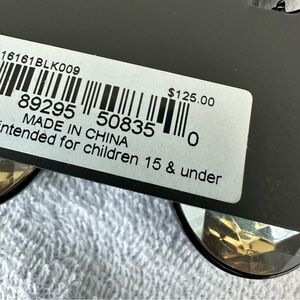 16161BLK009
$125.00
89295 50835 0
MADE IN CHINA
intended for children 15 & under